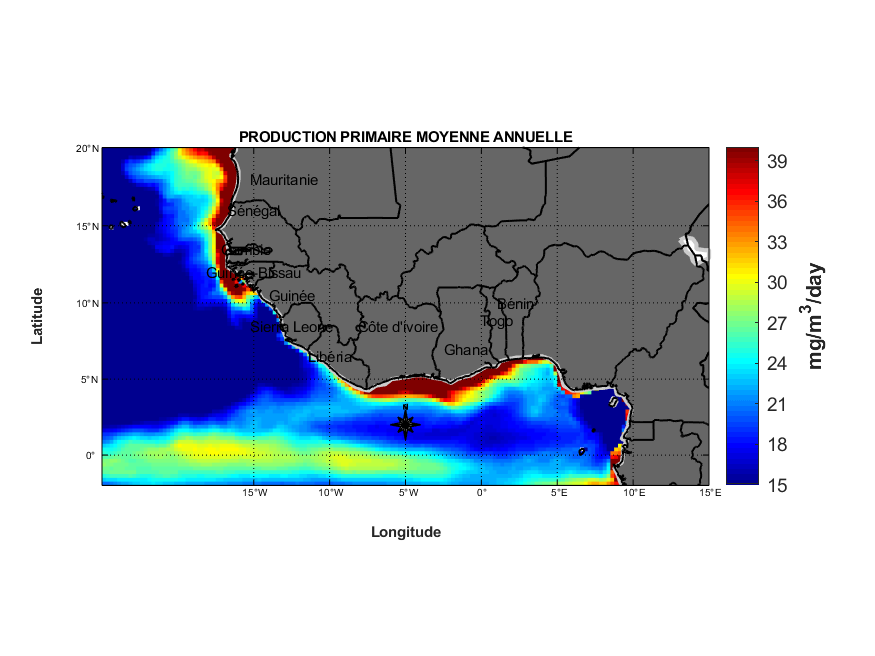 PRODUCTION PRIMAIRE MOYENNE ANNUELLE
20°N
15°N
10°N
5°N
0°
15°W
10°W
5°W
0°
5°E
10°E
15°E
Latitude
Longitude
Mauritanie
Sénégal
Gambie
Guinée Bissau
Guinée
Sierra Leone
Libéria
Côte d'ivoire
Ghana
Togo
Bénin
39
36
33
30
27
24
21
18
15
mg/m³/day